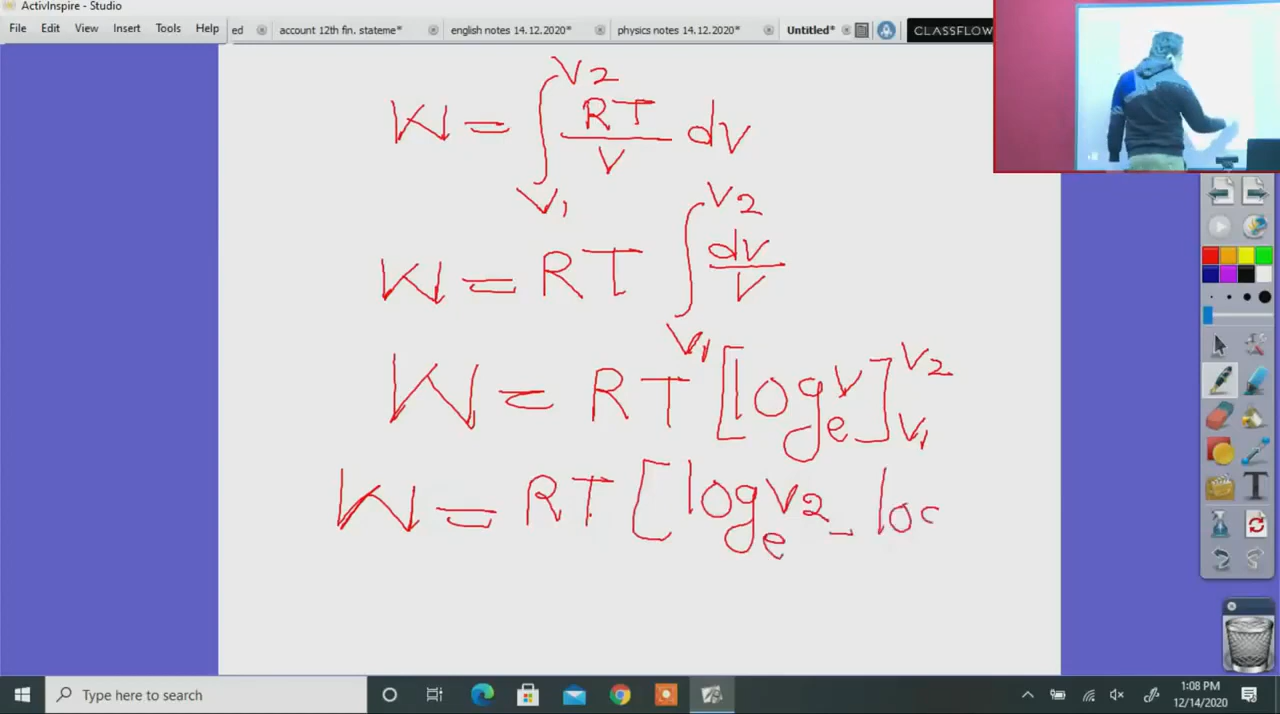 ActivInspire - Studio
File Edit View Insert Tools Help ed account 12th fin. stateme* english notes 14.12.2020* physics notes 14.12.2020* Untitled* CLASSFLOW
W = ∫_{V1}^{V2} RT/V dv
W = RT ∫_{V1}^{V2} dv/V
W = RT [log_e V]_{V1}^{V2}
W = RT [log_e V2 - loc
Type here to search
1:08 PM
12/14/2020